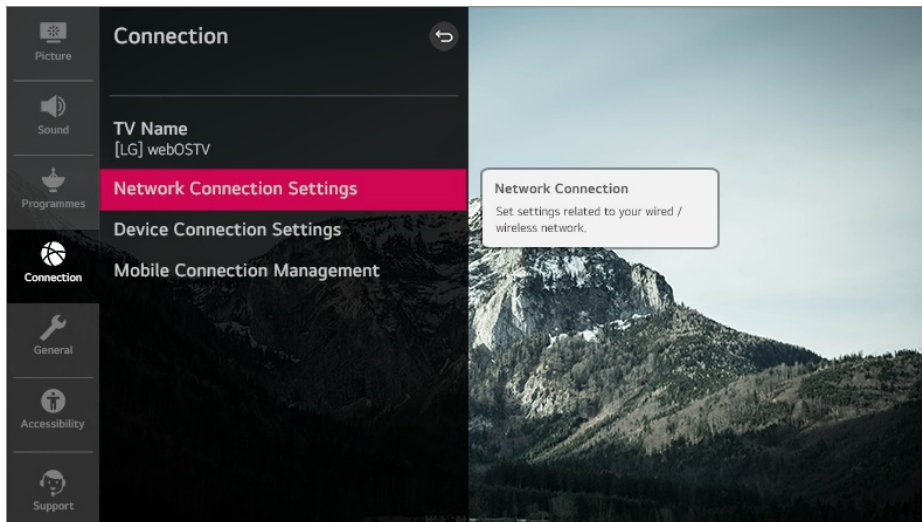 Picture
Sound
Programmes
Connection
General
Accessibility
Support
Connection
TV Name
[LG] webOSTV
Network Connection Settings
Device Connection Settings
Mobile Connection Management
Network Connection
Set settings related to your wired /
wireless network.